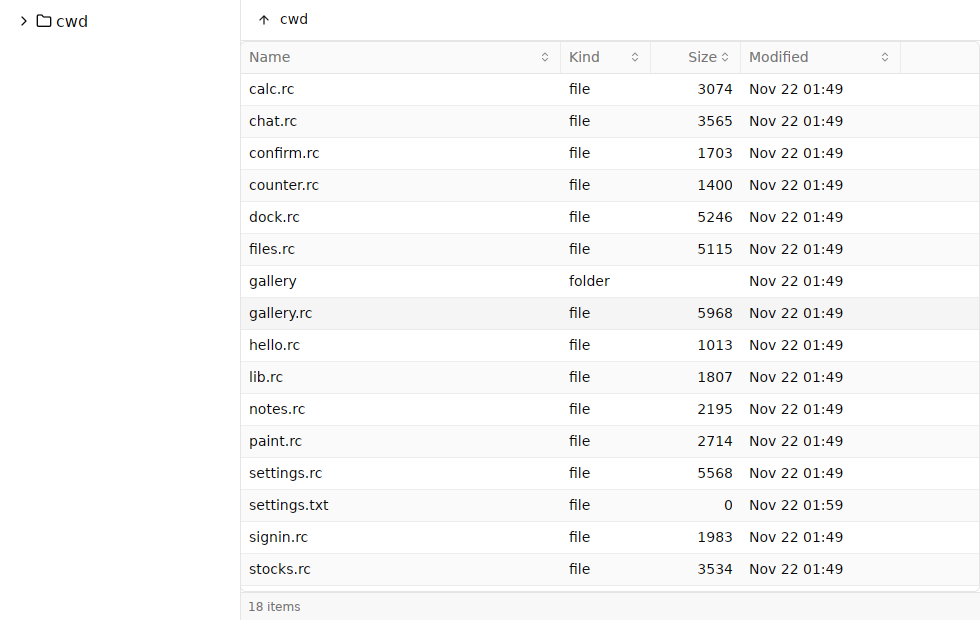 cwd
cwd
Name Kind Size Modified
calc.rc file 3074 Nov 22 01:49
chat.rc file 3565 Nov 22 01:49
confirm.rc file 1703 Nov 22 01:49
counter.rc file 1400 Nov 22 01:49
dock.rc file 5246 Nov 22 01:49
files.rc file 5115 Nov 22 01:49
gallery folder Nov 22 01:49
gallery.rc file 5968 Nov 22 01:49
hello.rc file 1013 Nov 22 01:49
lib.rc file 1807 Nov 22 01:49
notes.rc file 2195 Nov 22 01:49
paint.rc file 2714 Nov 22 01:49
settings.rc file 5568 Nov 22 01:49
settings.txt file 0 Nov 22 01:59
signin.rc file 1983 Nov 22 01:49
stocks.rc file 3534 Nov 22 01:49
18 items